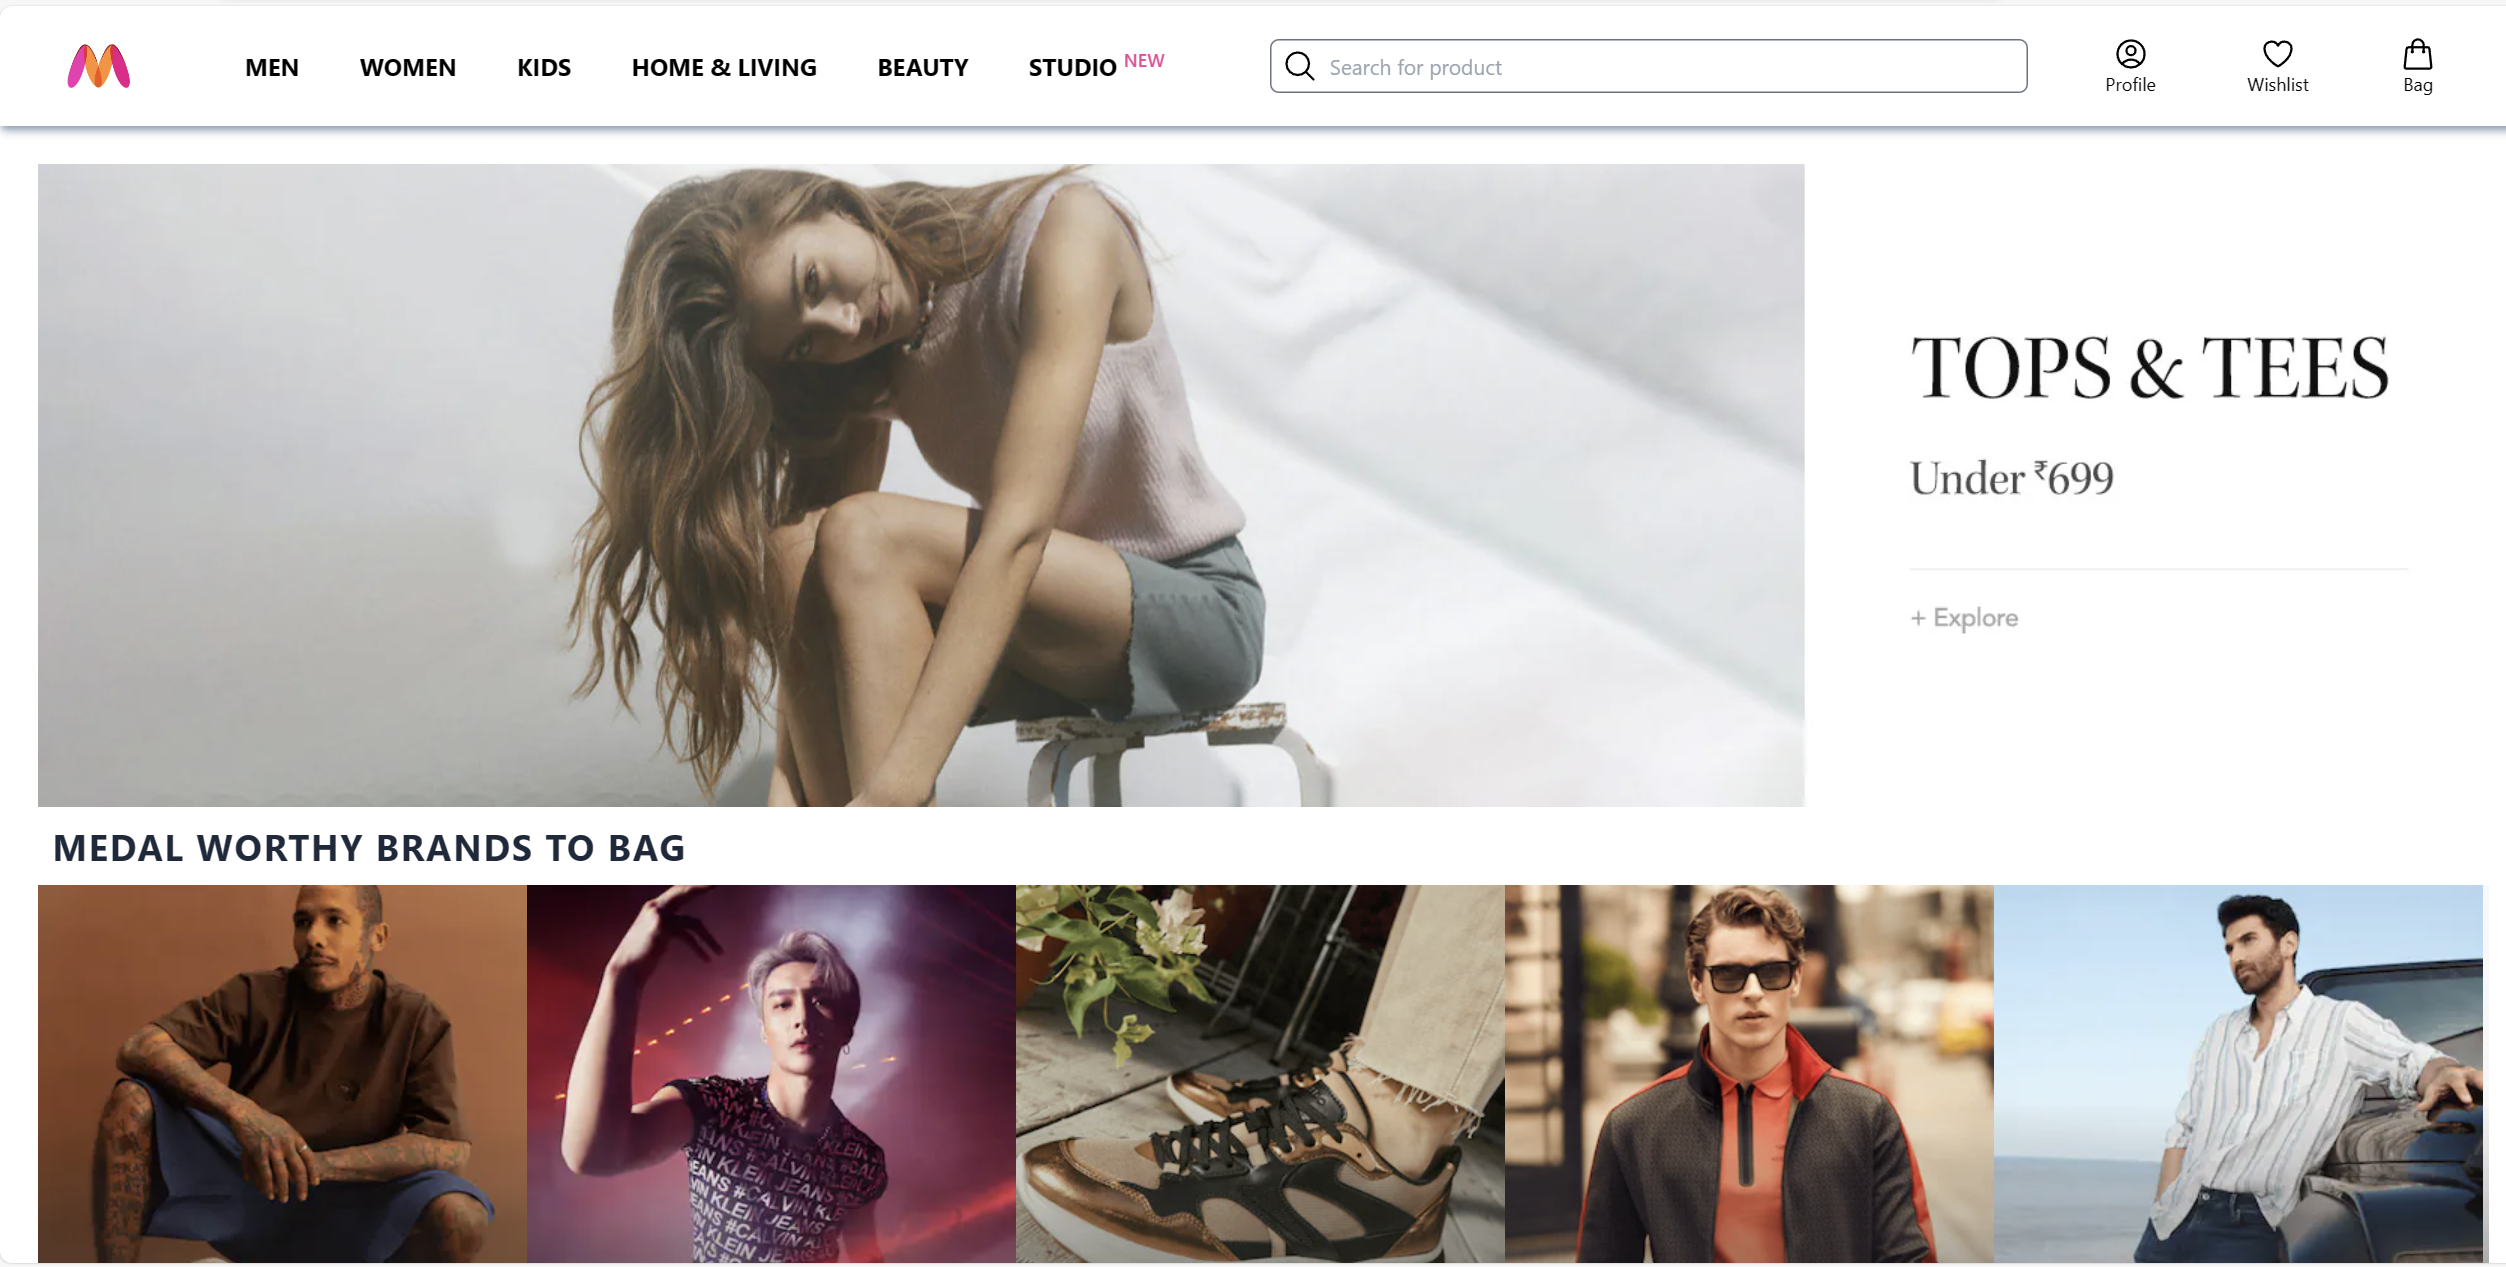 MEN WOMEN KIDS HOME & LIVING BEAUTY STUDIO NEW Search for product Profile Wishlist Bag
TOPS & TEES
Under ₹699
+ Explore
MEDAL WORTHY BRANDS TO BAG